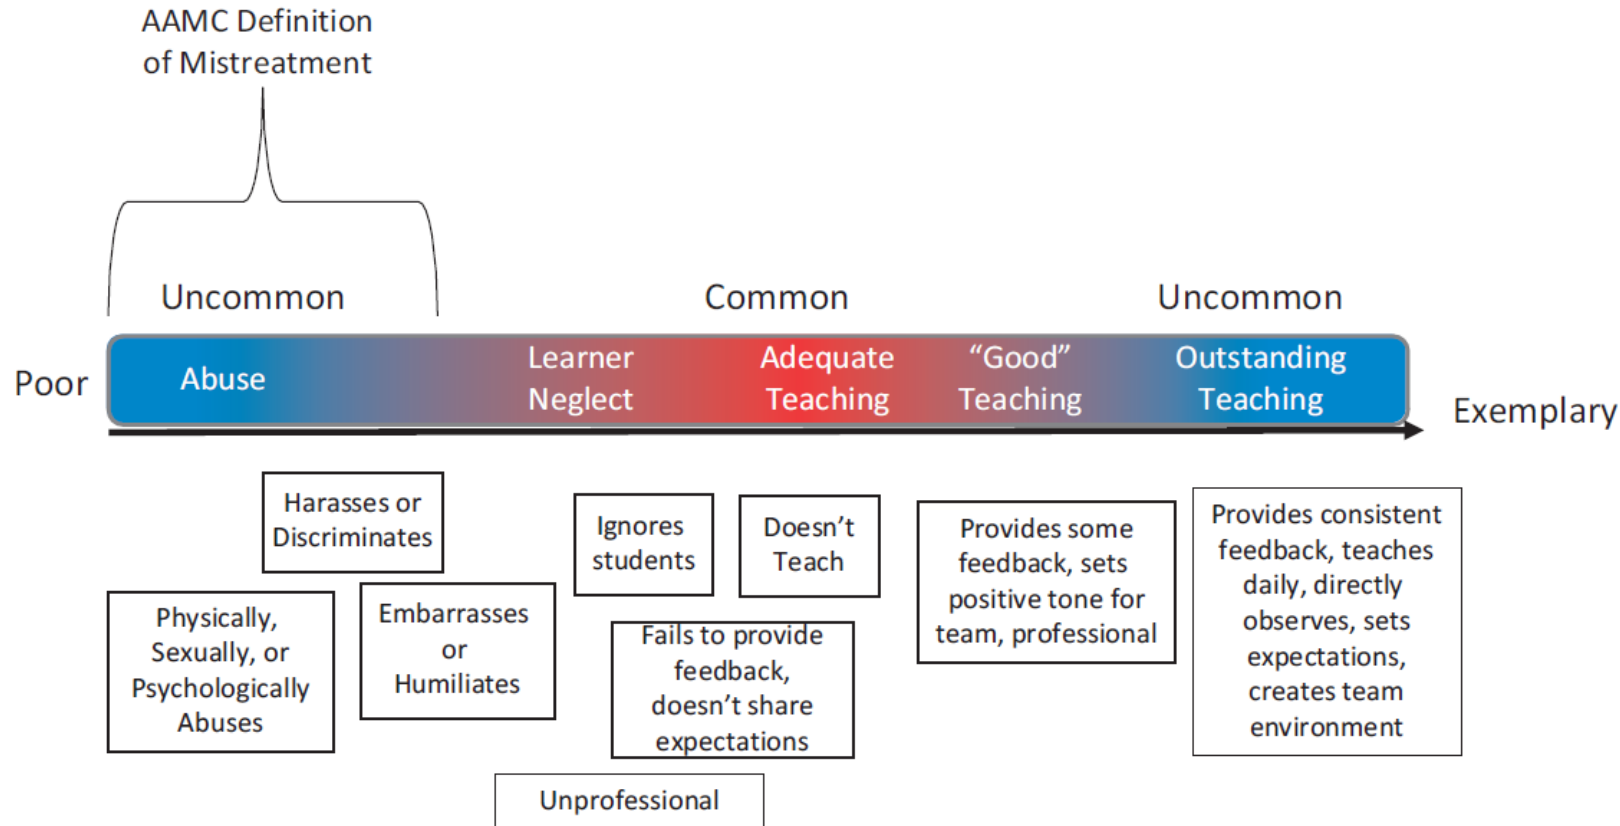 AAMC Definition
of Mistreatment
Uncommon
Common
Uncommon
Poor
Abuse
Learner
Neglect
Adequate
Teaching
“Good”
Teaching
Outstanding
Teaching
Exemplary
Harasses or
Discriminates
Physically,
Sexually, or
Psychologically
Abuses
Embarrasses
or
Humiliates
Ignores
students
Doesn’t
Teach
Fails to provide
feedback,
doesn’t share
expectations
Unprofessional
Provides some
feedback, sets
positive tone for
team, professional
Provides consistent
feedback, teaches
daily, directly
observes, sets
expectations,
creates team
environment